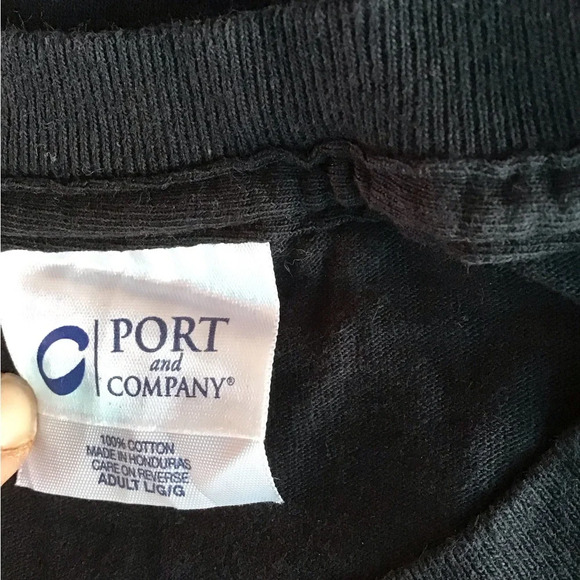 PORT
and
COMPANY®
100% COTTON
MADE IN HONDURAS
CARE ON REVERSE
ADULT L/G/G